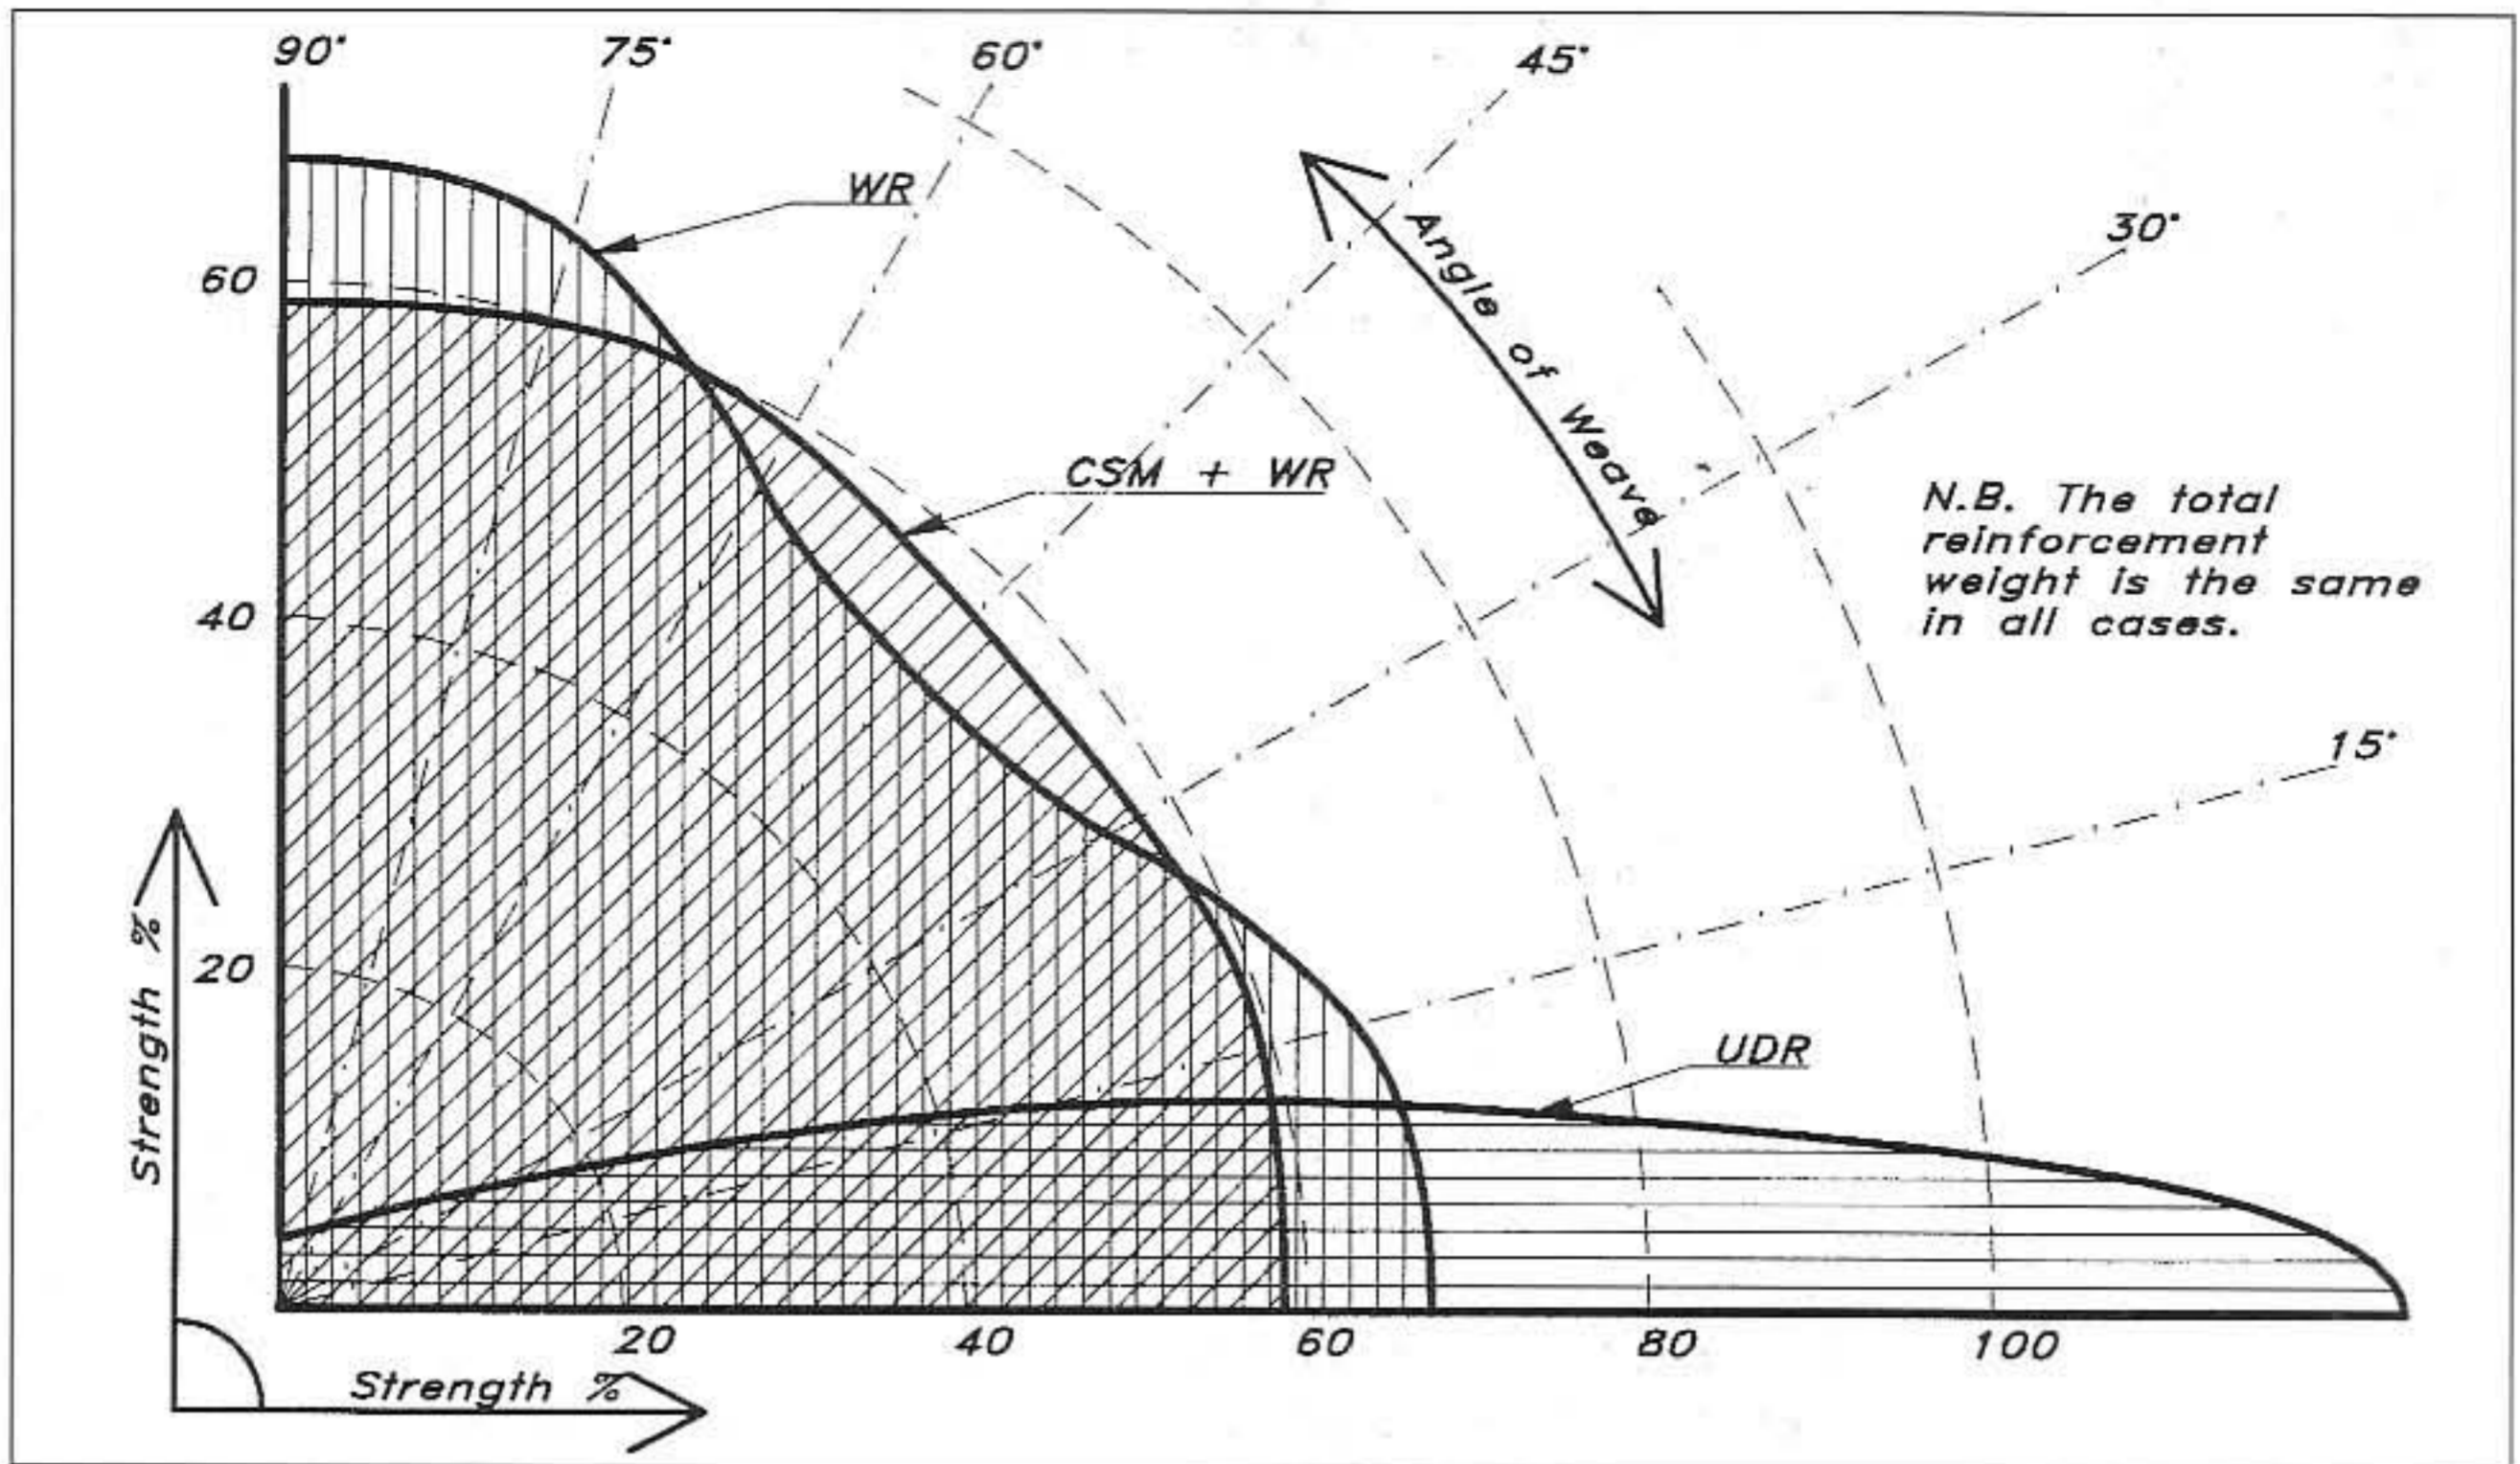 90°
75°
60°
45°
30°
15°
WR
CSM + WR
UDR
Angle of Weave
N.B. The total
reinforcement
weight is the same
in all cases.
60
40
20
Strength %
20
40
60
80
100
Strength %